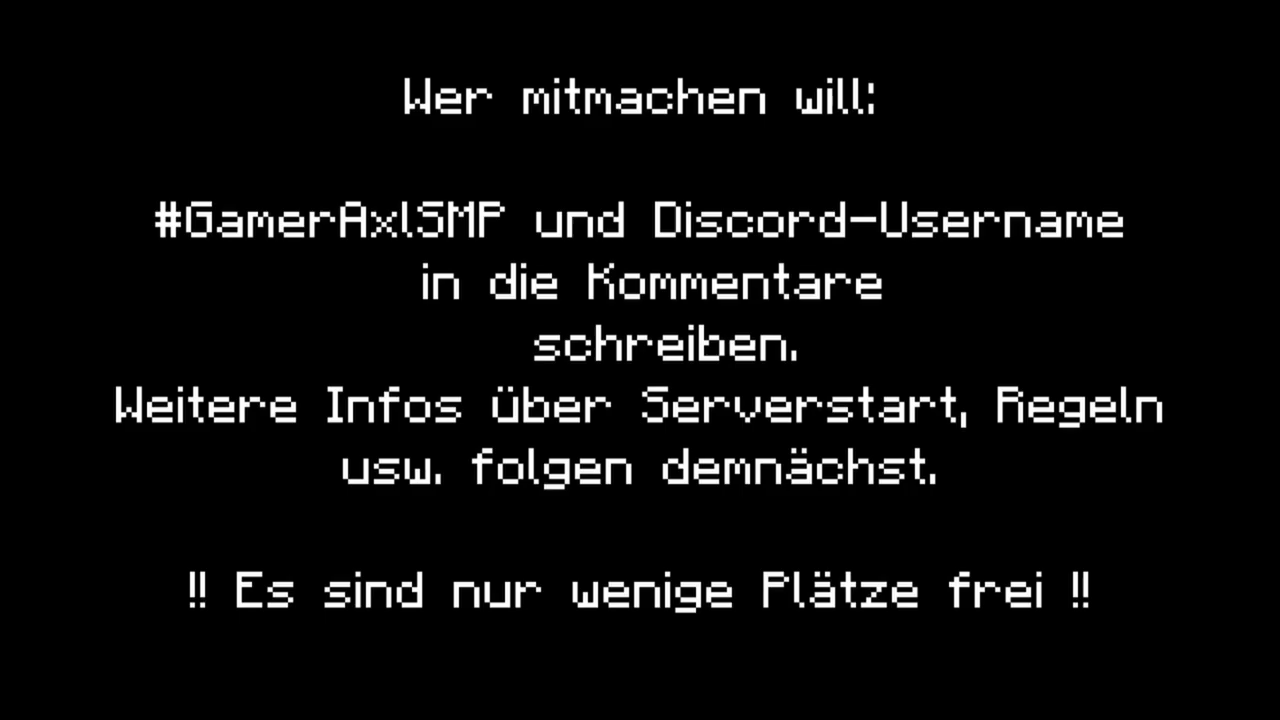 Wer mitmachen will:
#GamerAxlSMP und Discord-Username
in die Kommentare
schreiben.
Weitere Infos über Serverstart, Regeln
usw. folgen demnächst.
!! Es sind nur wenige Plätze frei !!